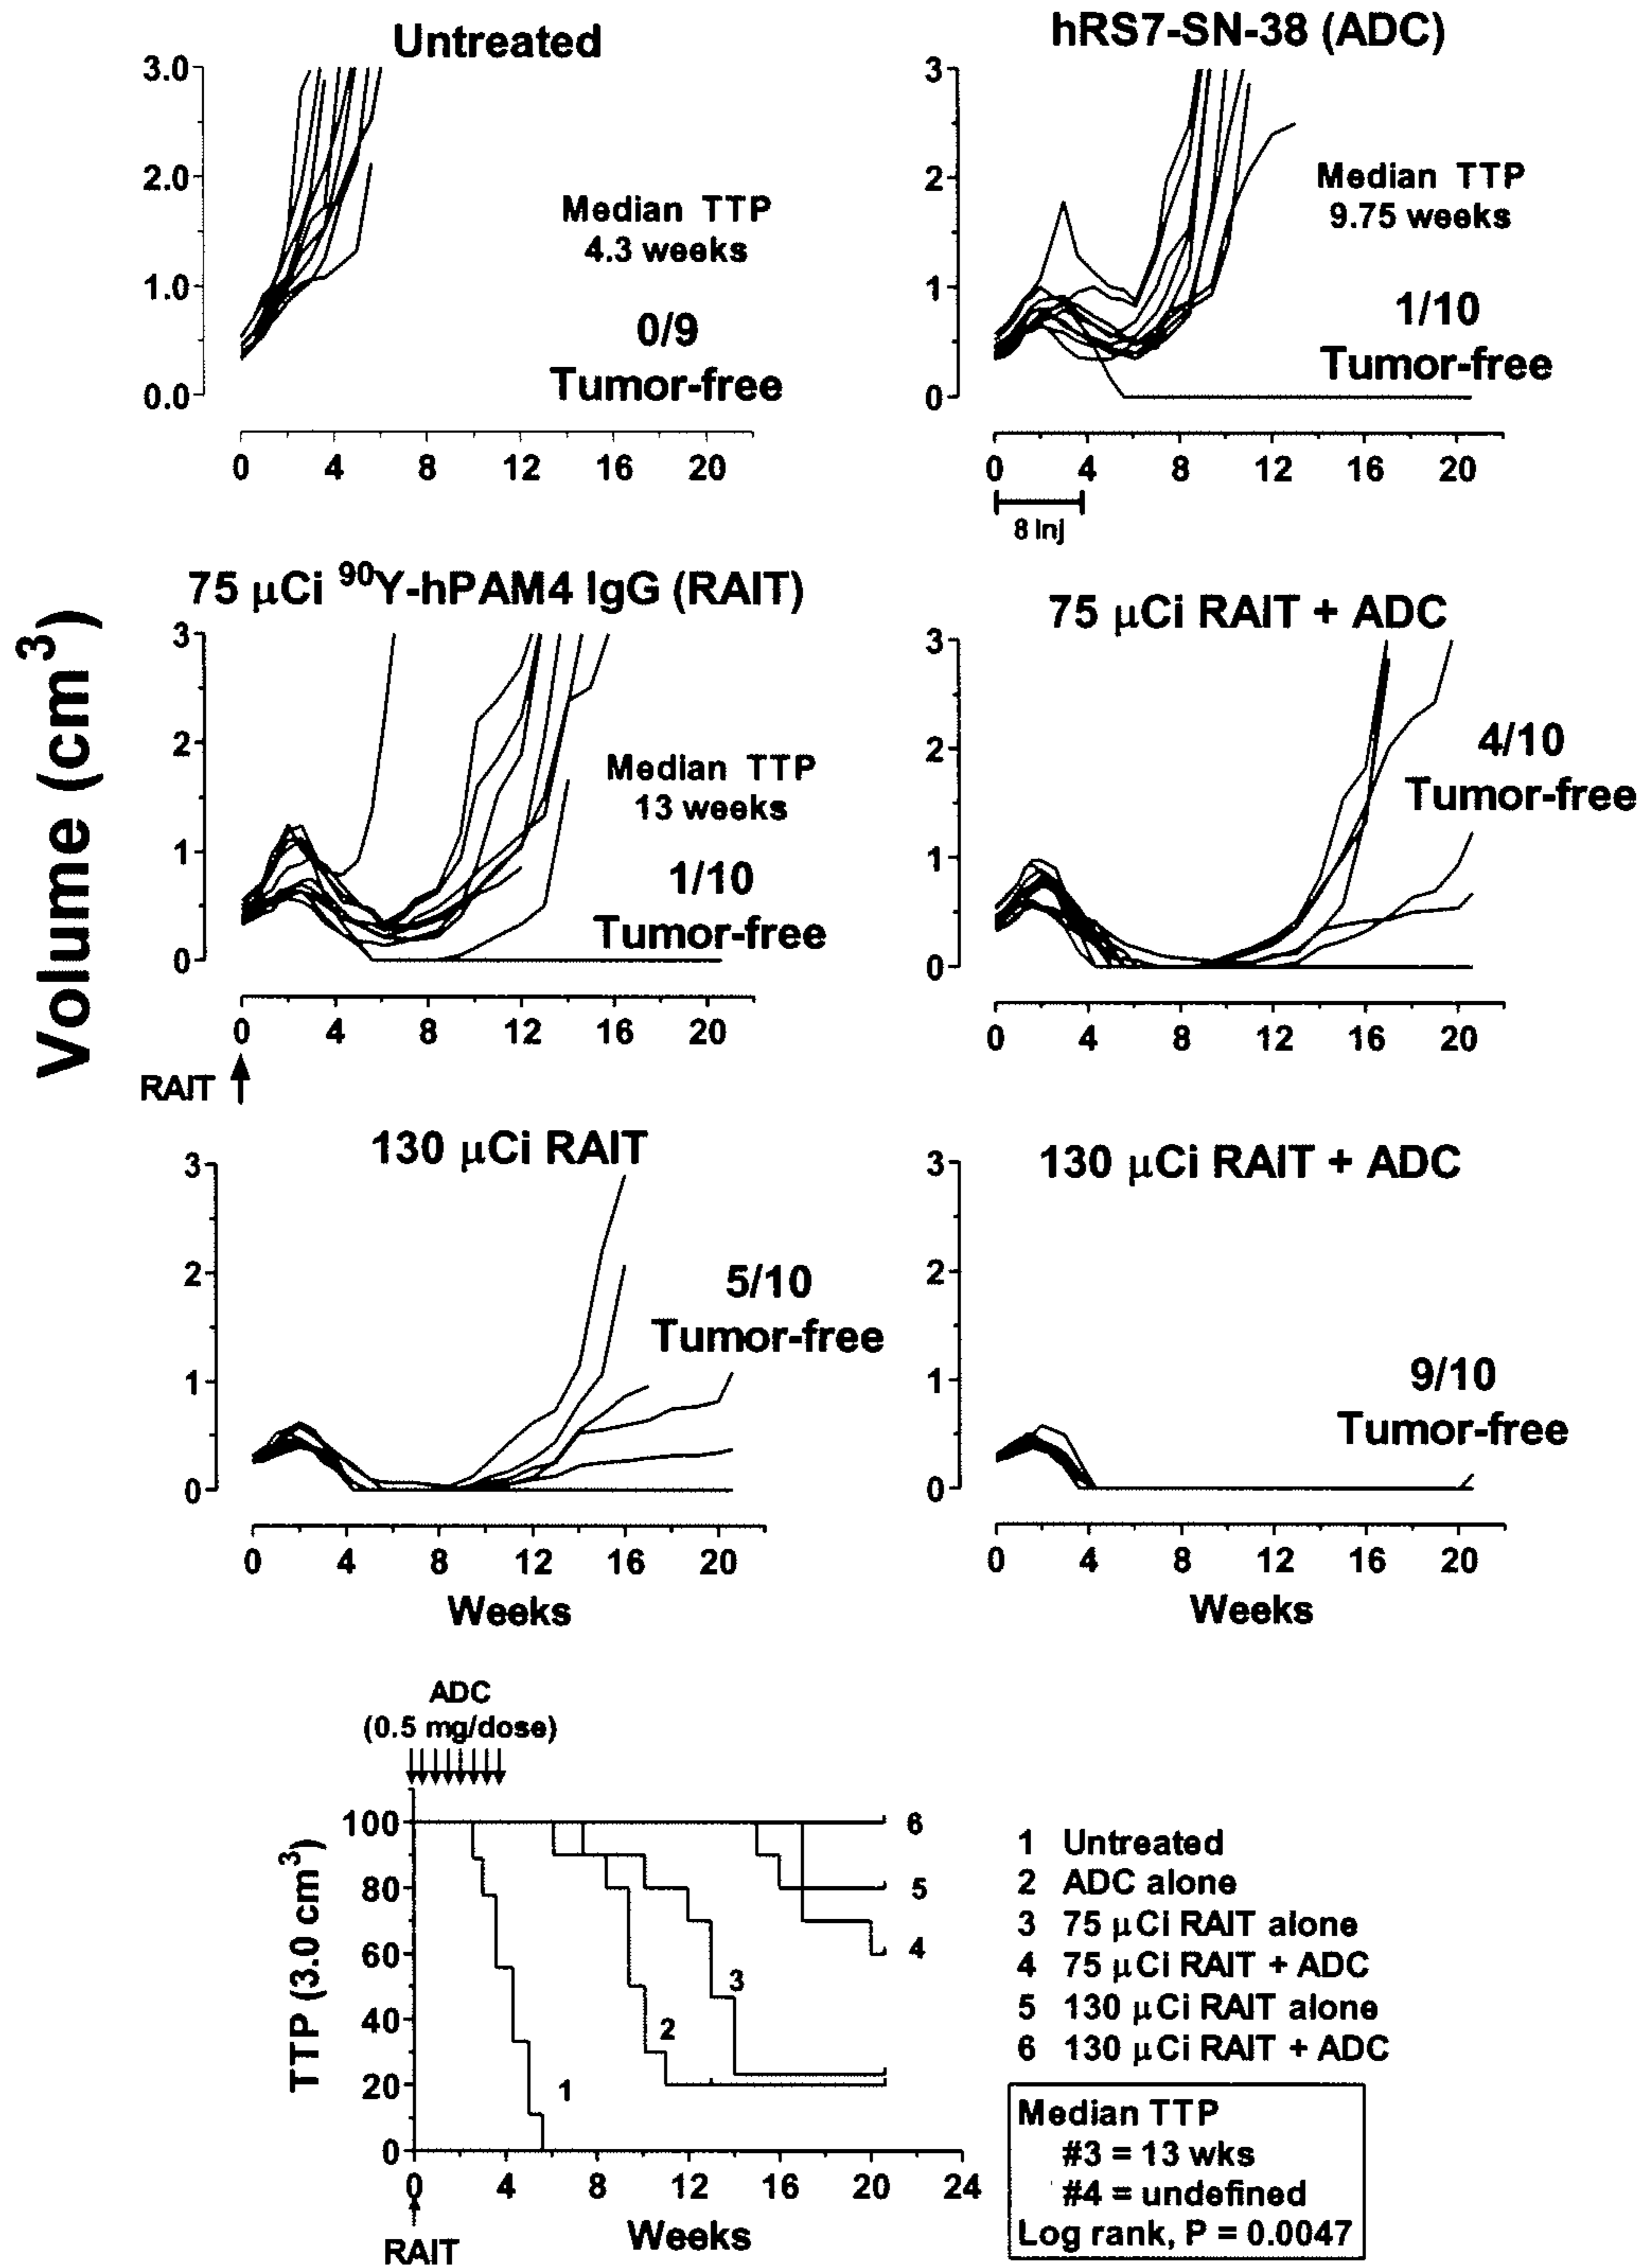 Untreated
3.0
2.0
1.0
0.0
Median TTP
4.3 weeks
0/9
Tumor-free
0 4 8 12 16 20
hRS7-SN-38 (ADC)
3
2
1
0
Median TTP
9.75 weeks
1/10
Tumor-free
0 4 8 12 16 20
8 Inj
Volume (cm³)
75 μCi ⁹⁰Y-hPAM4 IgG (RAIT)
3
2
1
0
Median TTP
13 weeks
1/10
Tumor-free
0 4 8 12 16 20
RAIT
75 μCi RAIT + ADC
3
2
1
0
4/10
Tumor-free
0 4 8 12 16 20
130 μCi RAIT
3
2
1
0
5/10
Tumor-free
0 4 8 12 16 20
Weeks
130 μCi RAIT + ADC
3
2
1
0
9/10
Tumor-free
0 4 8 12 16 20
Weeks
ADC
(0.5 mg/dose)
TTP (3.0 cm³)
100
80
60
40
20
0
6
5
4
3
2
1
0 4 8 12 16 20 24
RAIT
Weeks
1 Untreated
2 ADC alone
3 75 μCi RAIT alone
4 75 μCi RAIT + ADC
5 130 μCi RAIT alone
6 130 μCi RAIT + ADC
Median TTP
#3 = 13 wks
#4 = undefined
Log rank, P = 0.0047